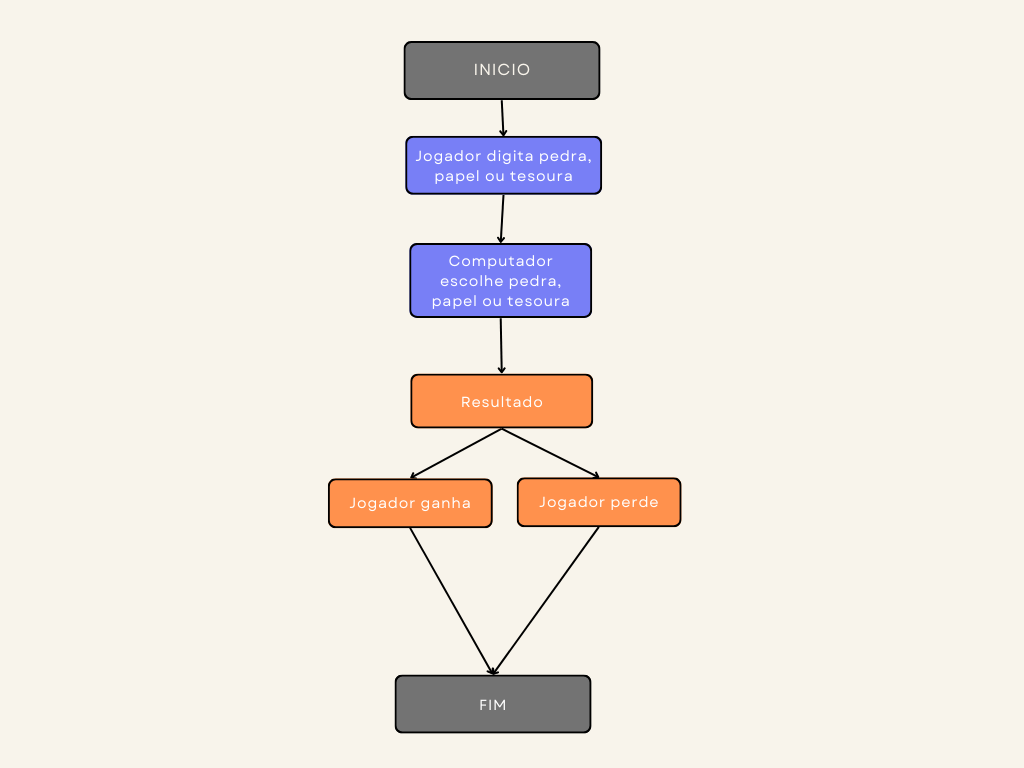 INICIO
Jogador digita pedra,
papel ou tesoura
Computador
escolhe pedra,
papel ou tesoura
Resultado
Jogador ganha
Jogador perde
FIM